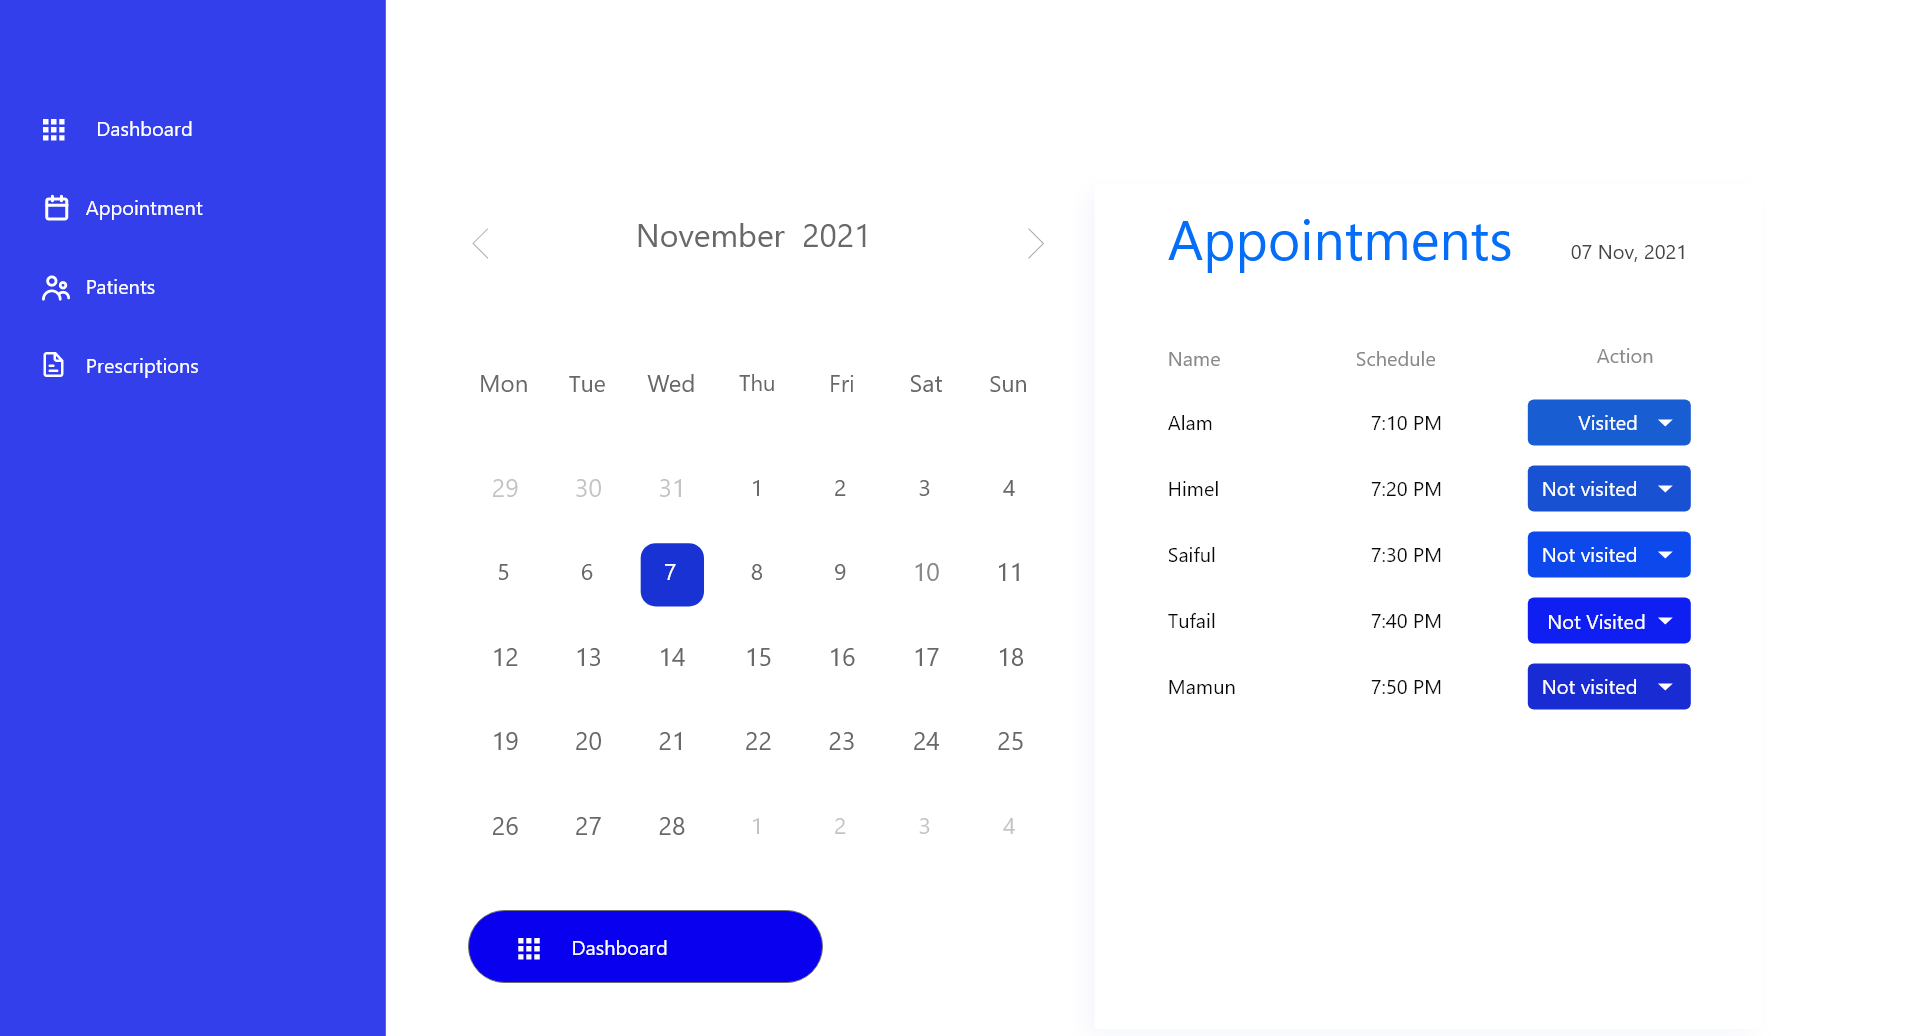 Dashboard
Appointment
Patients
Prescriptions
November 2021
Mon Tue Wed Thu Fri Sat Sun
29 30 31 1 2 3 4
5 6 7 8 9 10 11
12 13 14 15 16 17 18
19 20 21 22 23 24 25
26 27 28 1 2 3 4
Dashboard
Appointments 07 Nov, 2021
Name Schedule Action
Alam 7:10 PM Visited
Himel 7:20 PM Not visited
Saiful 7:30 PM Not visited
Tufail 7:40 PM Not Visited
Mamun 7:50 PM Not visited